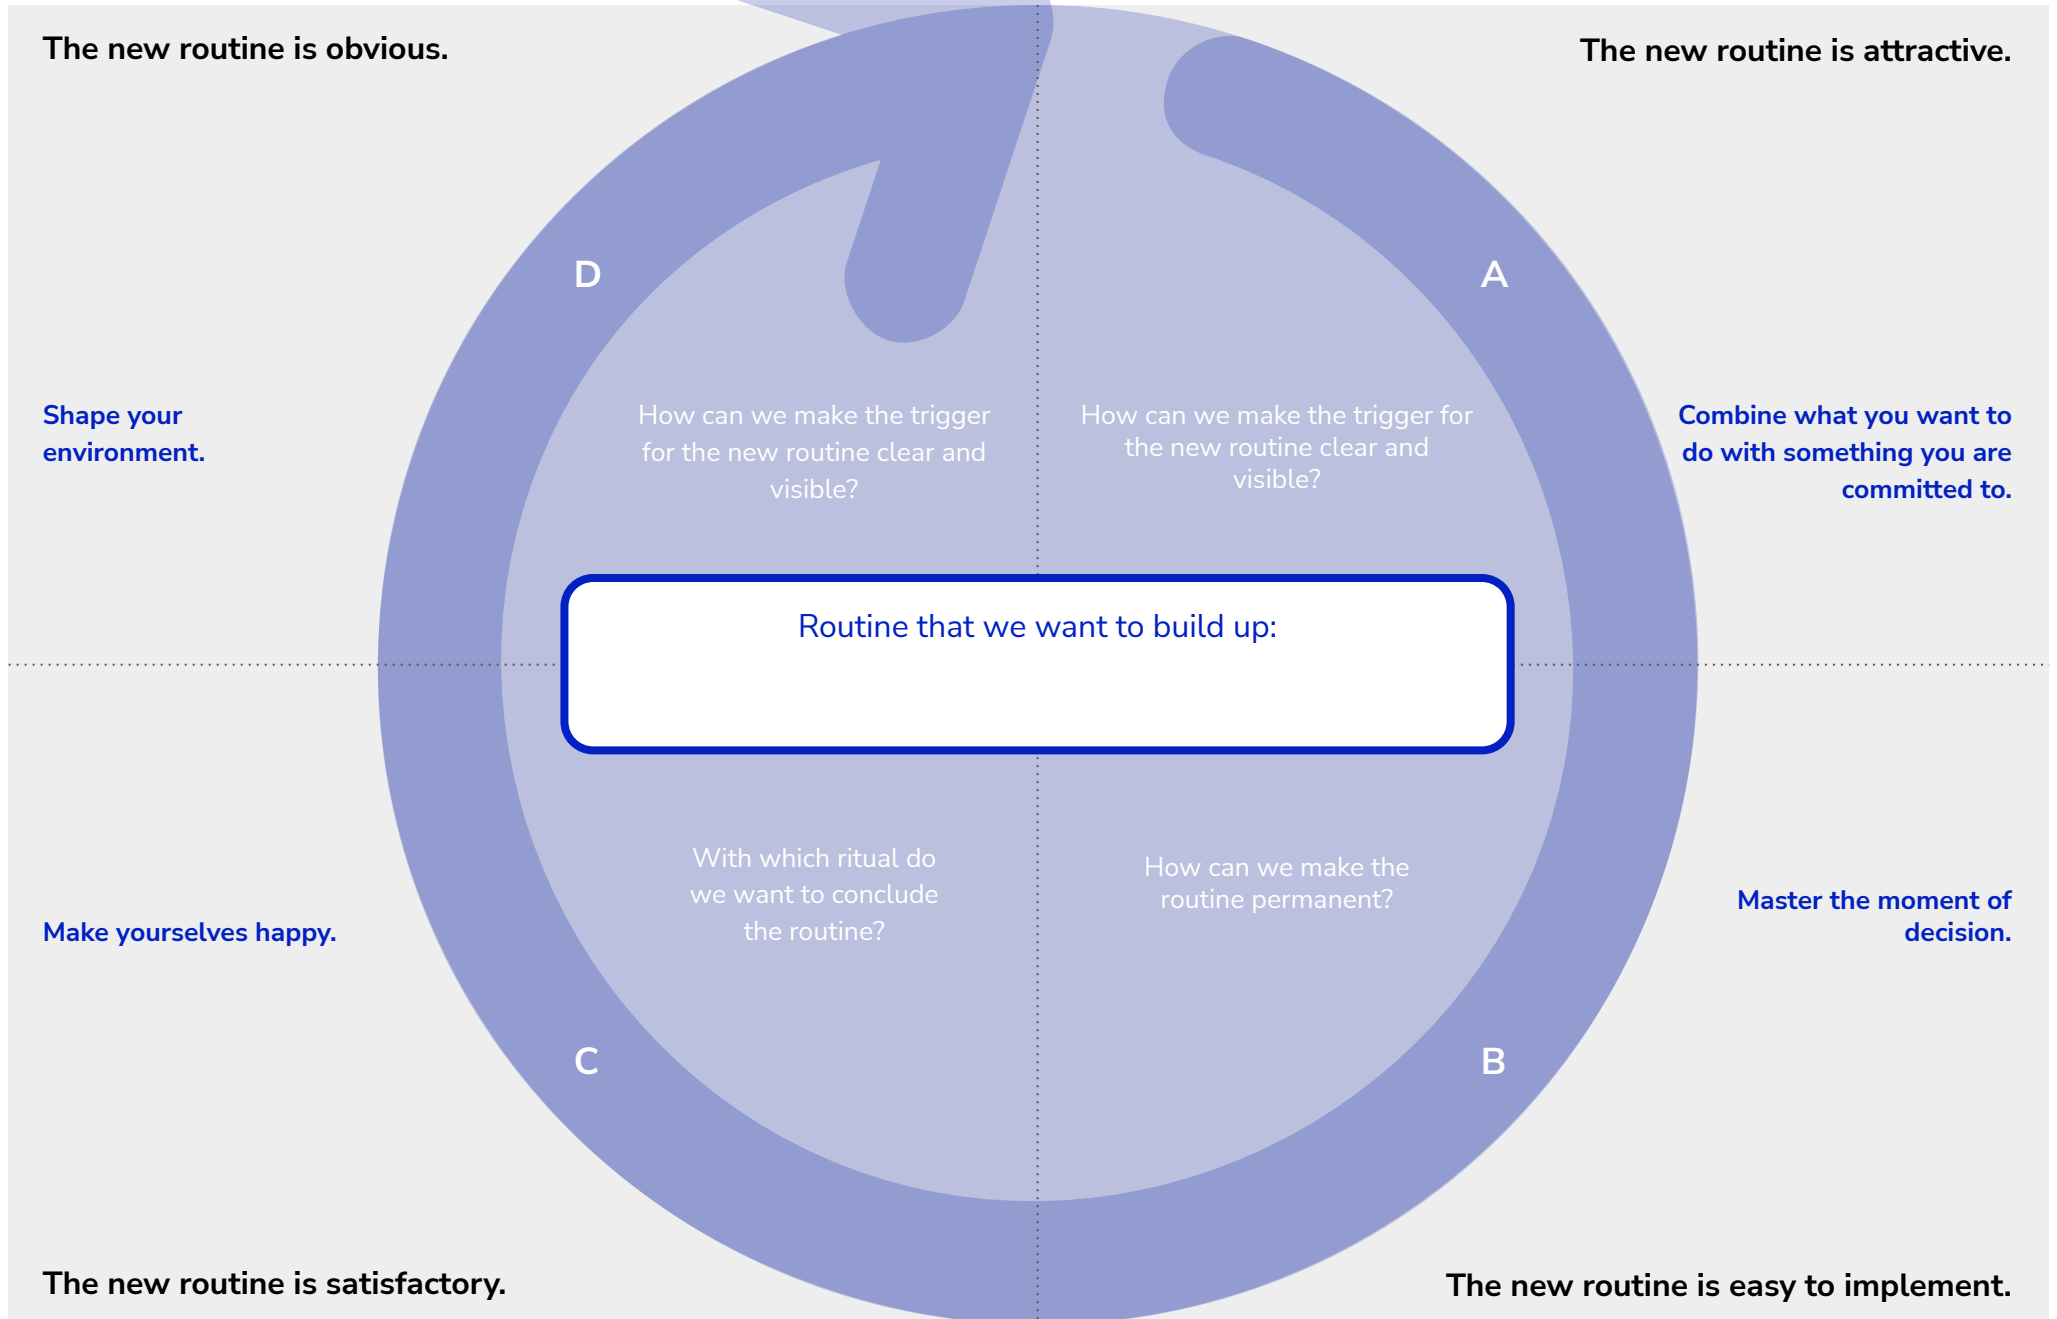 The new routine is obvious.
The new routine is attractive.
D
A
Shape your
environment.
How can we make the trigger
for the new routine clear and
visible?
How can we make the trigger for
the new routine clear and
visible?
Combine what you want to
do with something you are
committed to.
Routine that we want to build up:
Make yourselves happy.
With which ritual do
we want to conclude
the routine?
How can we make the
routine permanent?
Master the moment of
decision.
C
B
The new routine is satisfactory.
The new routine is easy to implement.